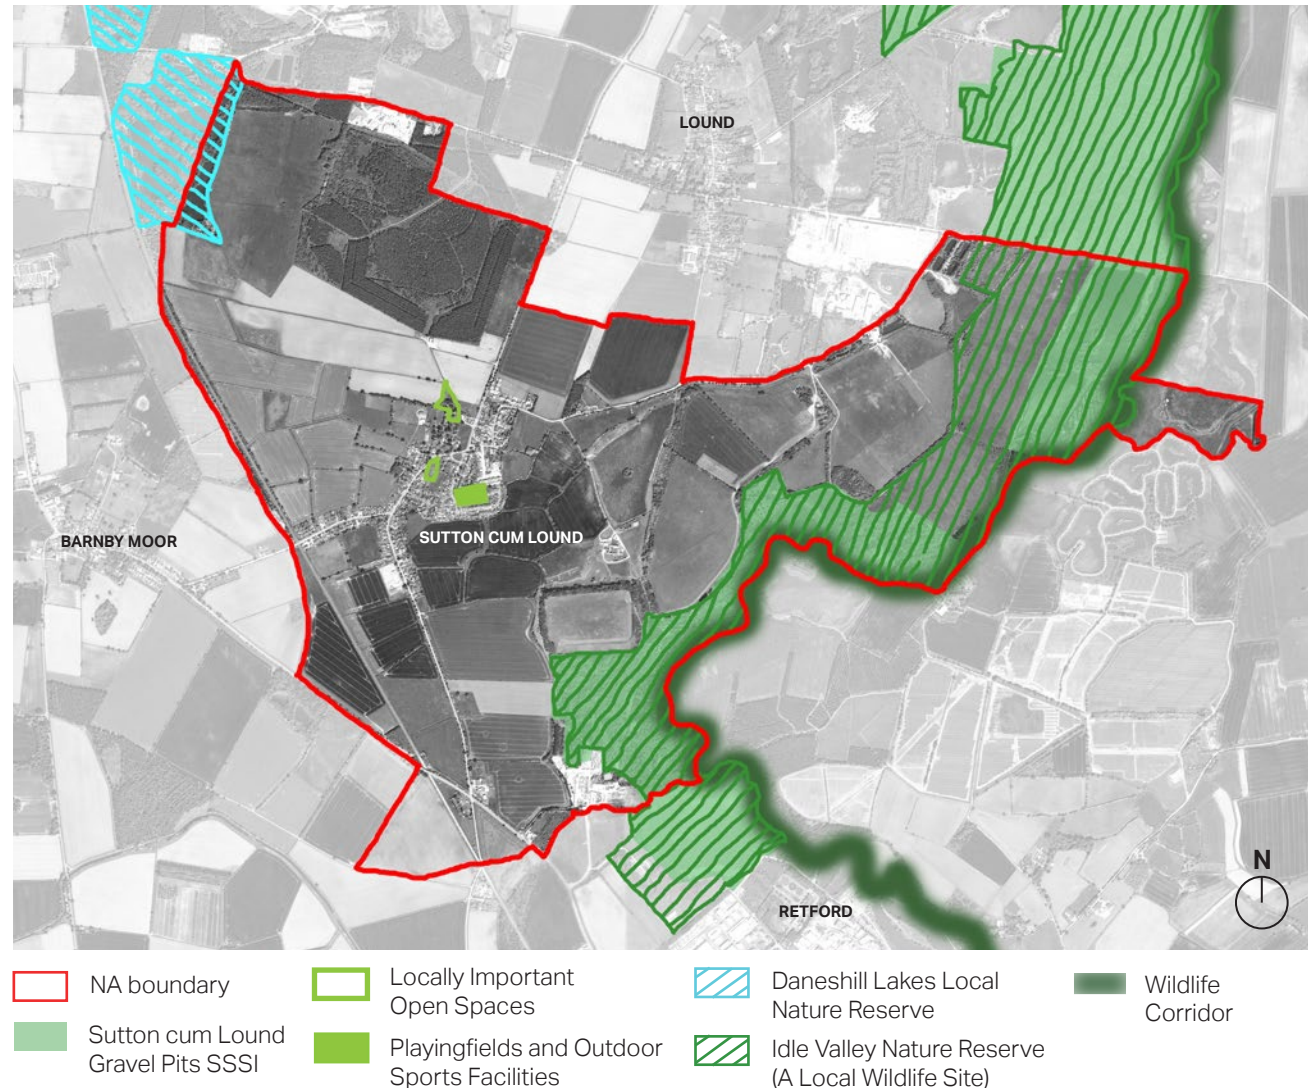 LOUND
BARNBY MOOR
SUTTON CUM LOUND
N
RETFORD
NA boundary
Sutton cum Lound
Gravel Pits SSSI
Locally Important
Open Spaces
Playingfields and Outdoor
Sports Facilities
Daneshill Lakes Local
Nature Reserve
Idle Valley Nature Reserve
(A Local Wildlife Site)
Wildlife
Corridor